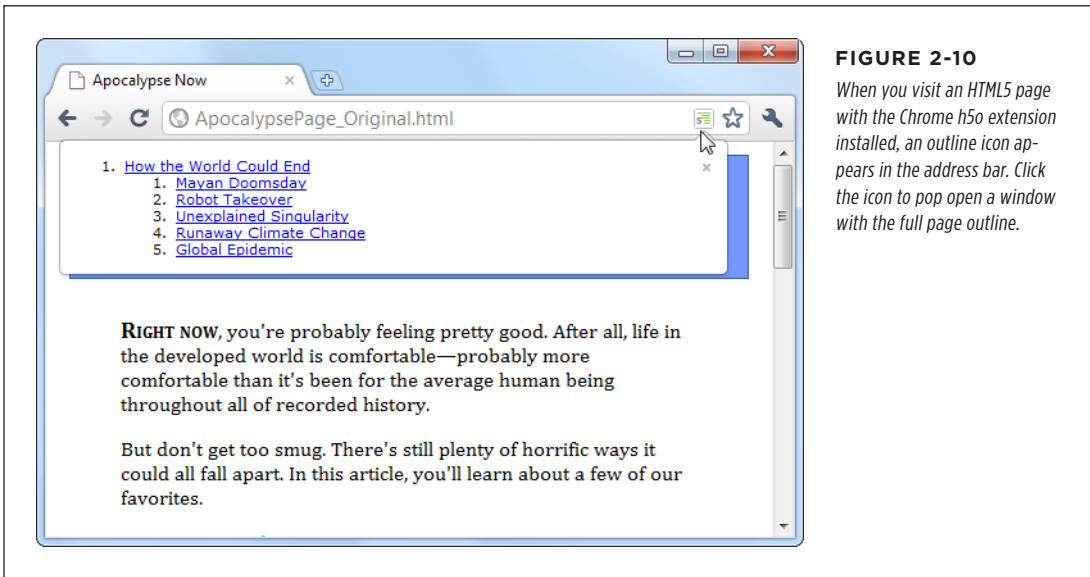 Apocalypse Now
ApocalypsePage_Original.html
1. How the World Could End
1. Mayan Doomsday
2. Robot Takeover
3. Unexplained Singularity
4. Runaway Climate Change
5. Global Epidemic
RIGHT NOW, you're probably feeling pretty good. After all, life in
the developed world is comfortable—probably more
comfortable than it's been for the average human being
throughout all of recorded history.
But don't get too smug. There's still plenty of horrific ways it
could all fall apart. In this article, you'll learn about a few of our
favorites.
FIGURE 2-10
When you visit an HTML5 page
with the Chrome h5o extension
installed, an outline icon ap-
pears in the address bar. Click
the icon to pop open a window
with the full page outline.